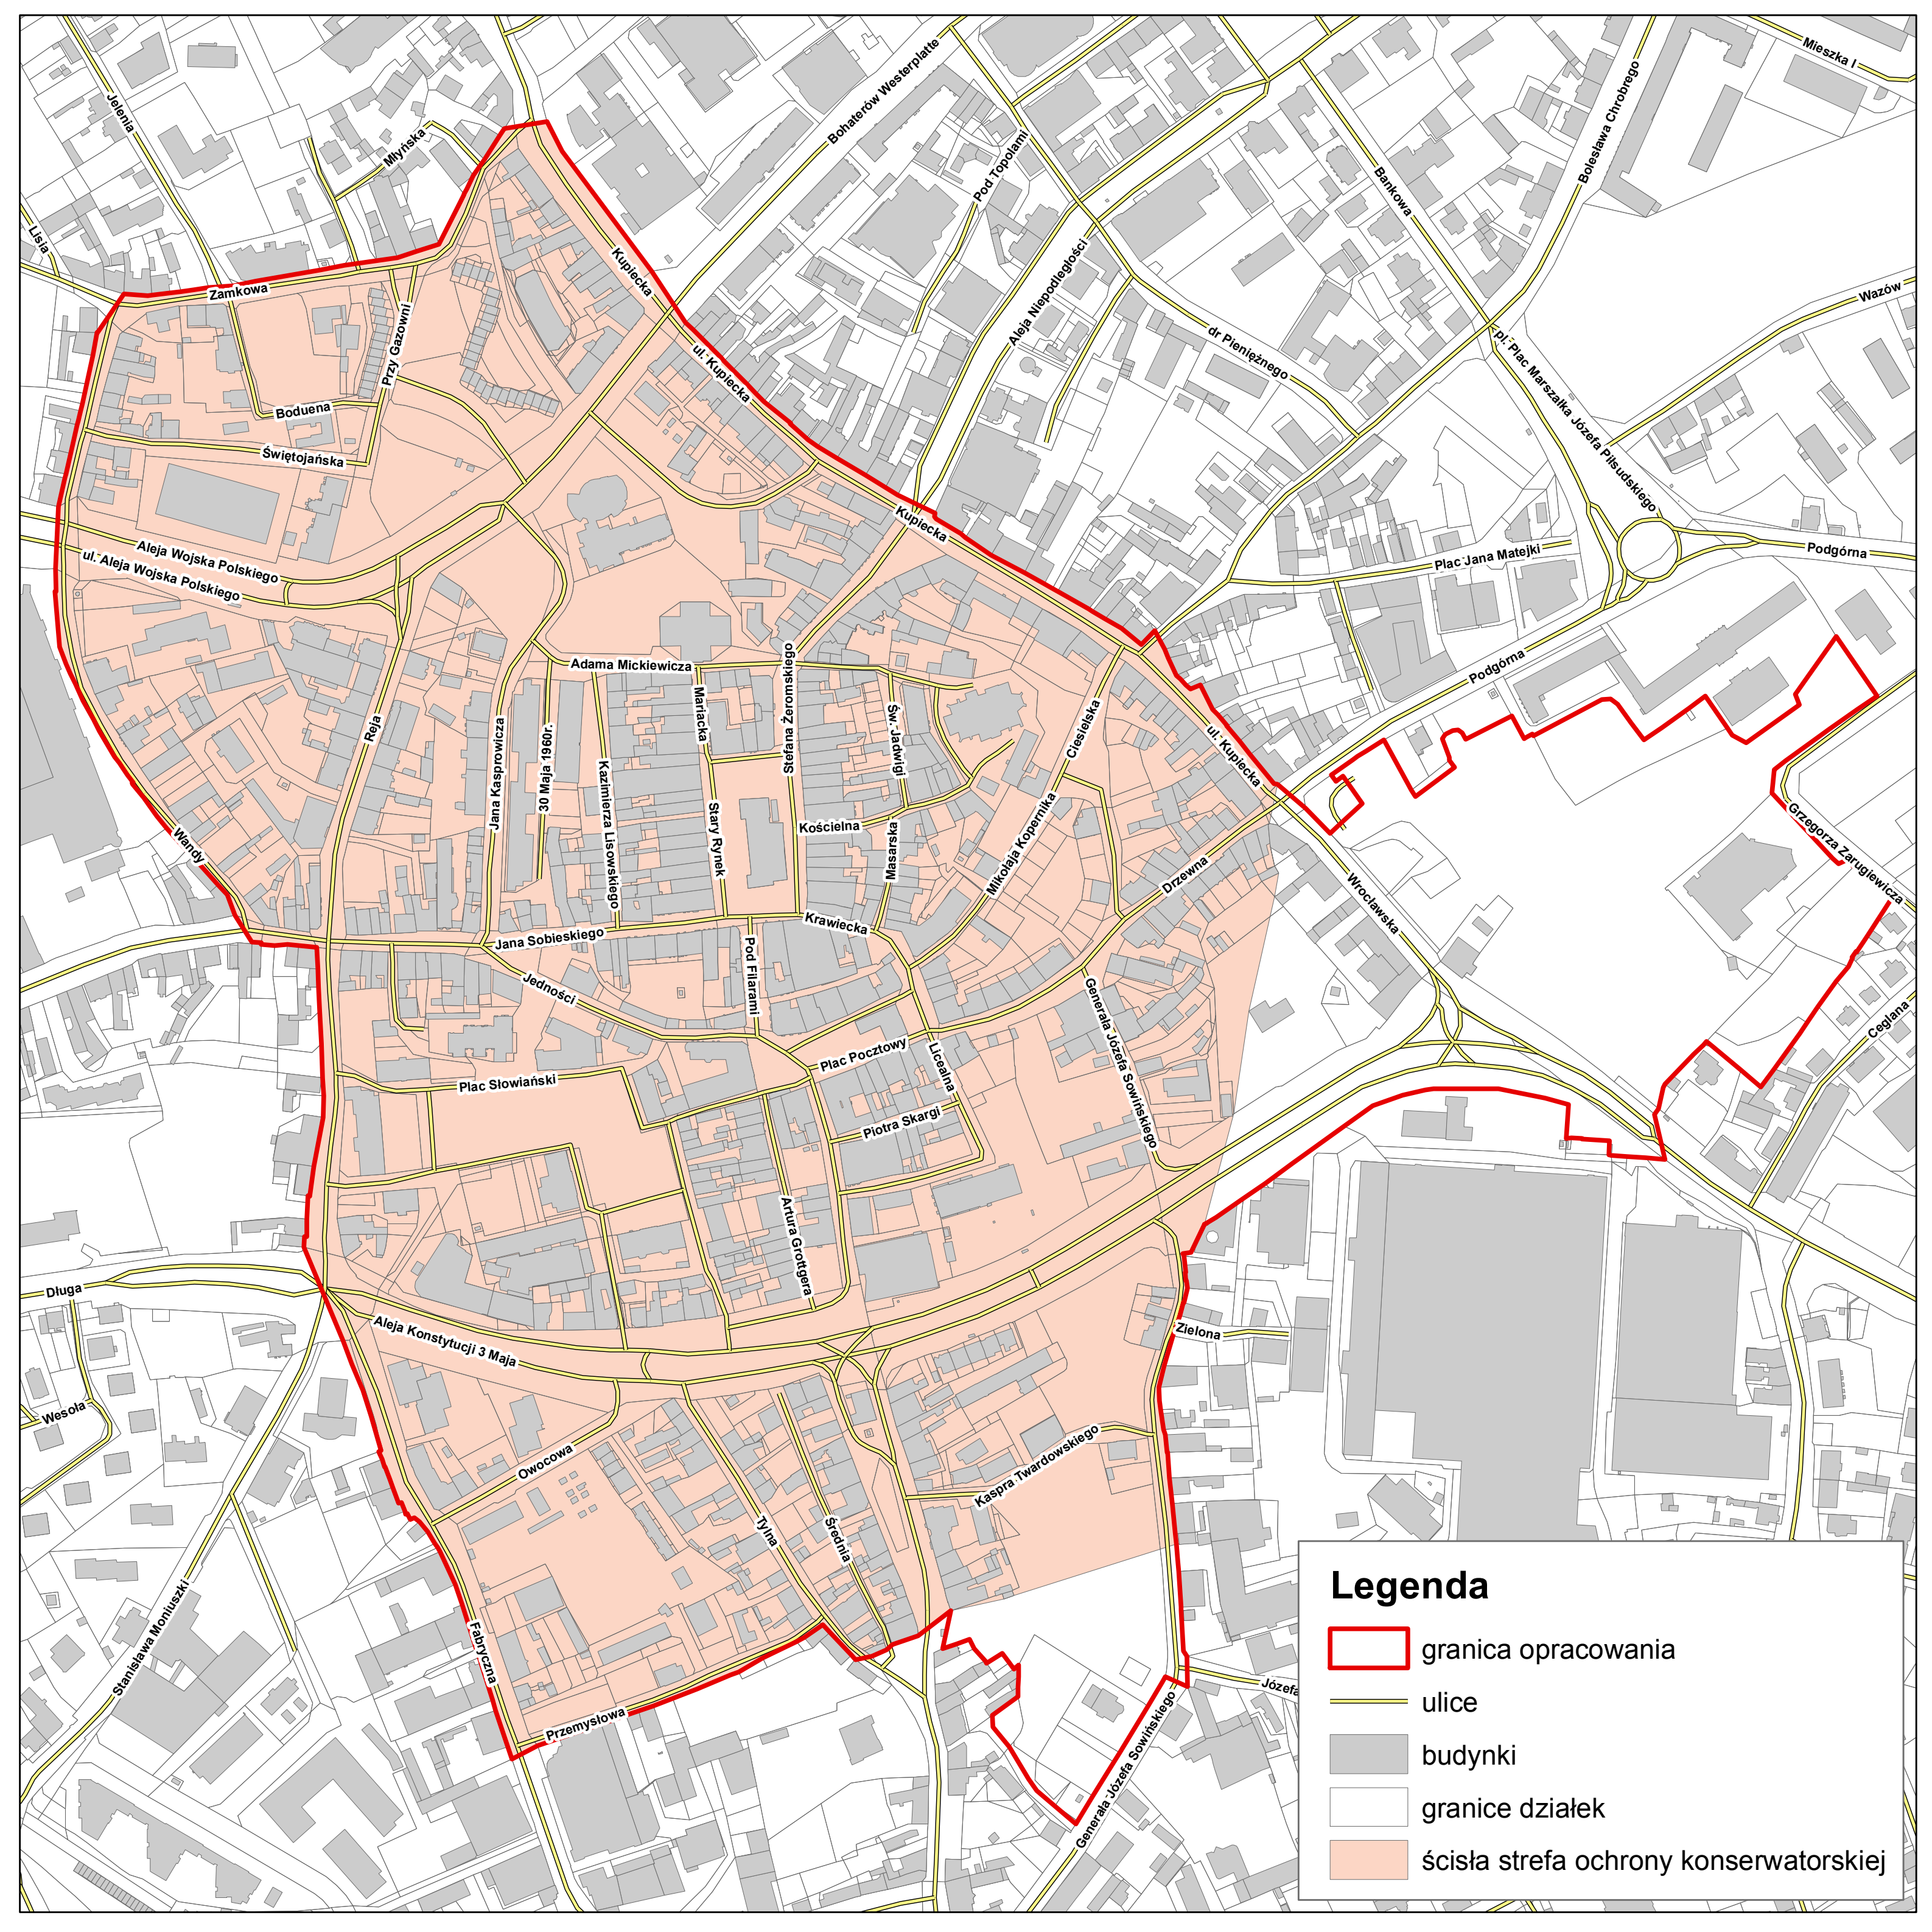 Mieszka I
Jelenia
Młyńska
Bohaterów Westerplatte
Bolesława Chrobrego
Pod Topolami
Bankowa
Lisia
Kupiecka
Zamkowa
Aleja Niepodległości
Wazów
Przy Gazowni
ul. Kupiecka
dr Pieniężnego
pl. Plac Marszałka Józefa Piłsudskiego
Boduena
Świętojańska
Kupiecka
Aleja Wojska Polskiego
ul. Aleja Wojska Polskiego
Plac Jana Matejki
Podgórna
Adama Mickiewicza
Podgórna
Reja
Jana Kasprowicza
30 Maja 1960r.
Kazimierza Lisowskiego
Mariacka
Stefana Żeromskiego
Św. Jadwigi
Ciesielska
ul. Kupiecka
Wandy
Stary Rynek
Kościelna
Masarska
Mikołaja Kopernika
Drzewna
Grzegorza Zarugiewicza
Wrocławska
Jana Sobieskiego
Krawiecka
Jedności
Pod Filarami
Generała Józefa Sowińskiego
Ceglana
Plac Słowiański
Plac Pocztowy
Licealna
Piotra Skargi
Artura Grottgera
Długa
Aleja Konstytucji 3 Maja
Zielona
Wesoła
Owocowa
Kaspra Twardowskiego
Tylna
Średnia
Stanisława Moniuszki
Fabryczna
Przemysłowa
Generała Józefa Sowińskiego
Józefa
Legenda
granica opracowania
ulice
budynki
granice działek
ścisła strefa ochrony konserwatorskiej